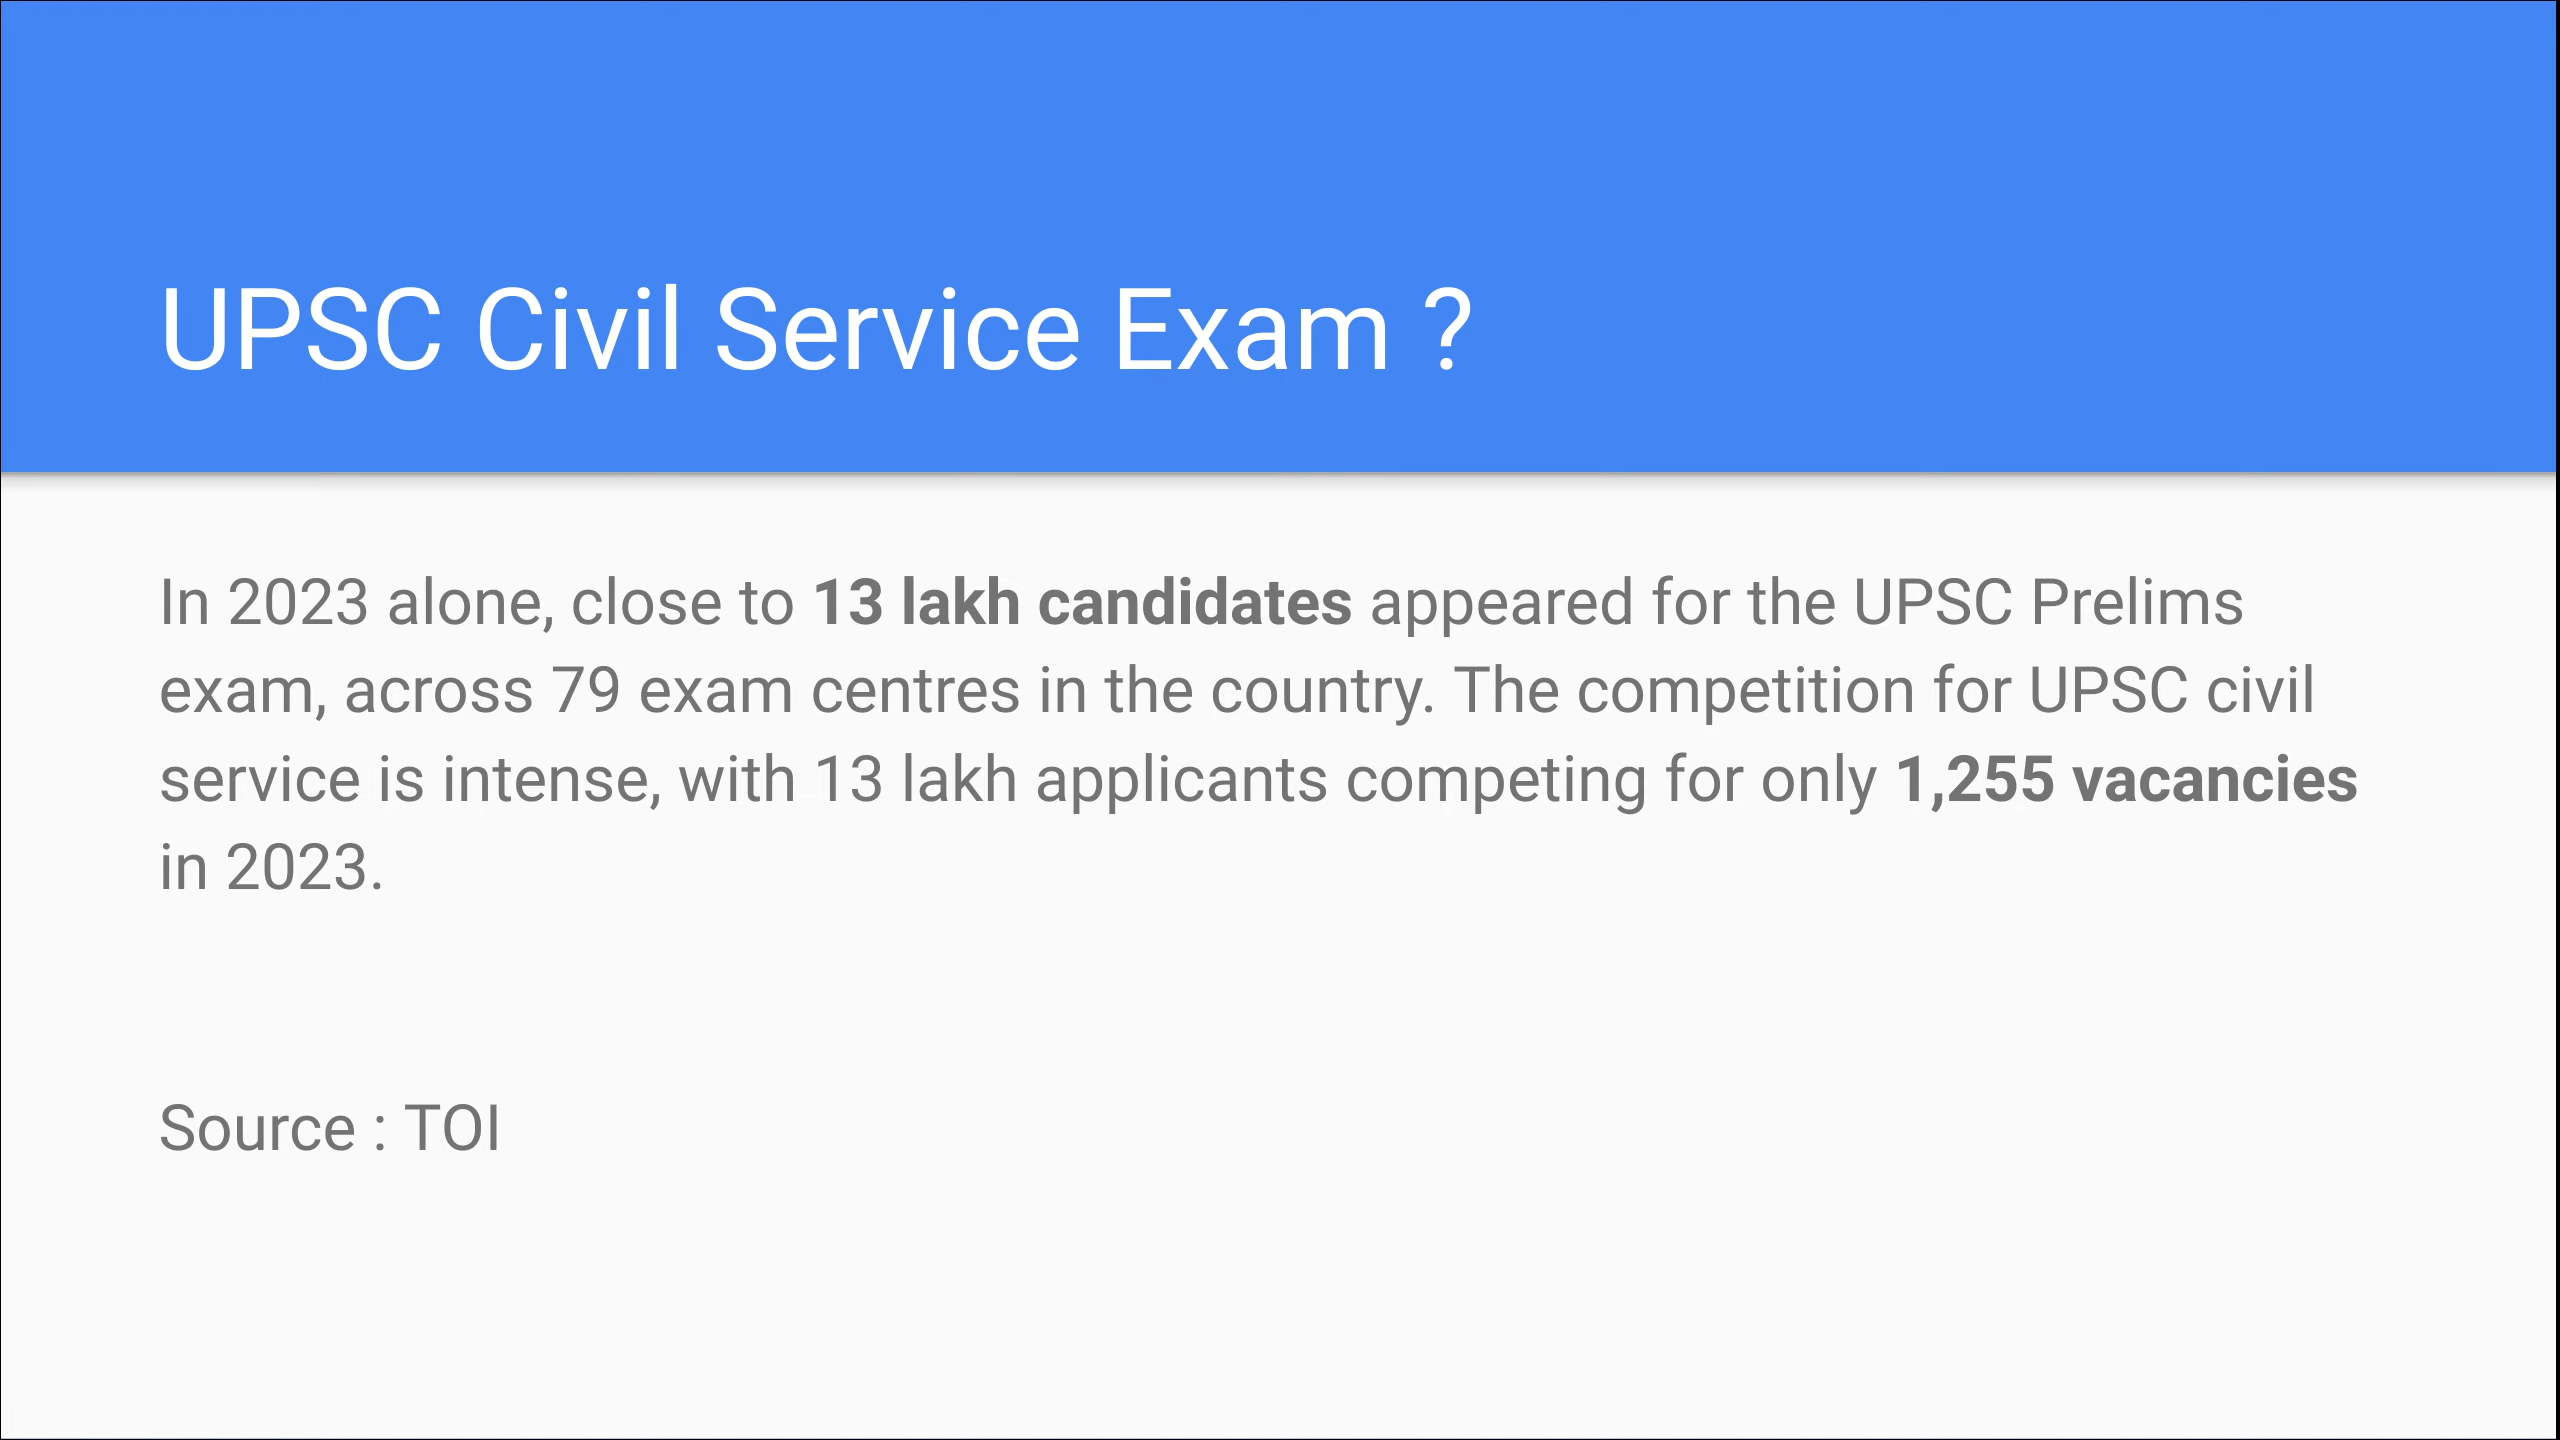 UPSC Civil Service Exam ?
In 2023 alone, close to 13 lakh candidates appeared for the UPSC Prelims
exam, across 79 exam centres in the country. The competition for UPSC civil
service is intense, with 13 lakh applicants competing for only 1,255 vacancies
in 2023.
Source : TOI